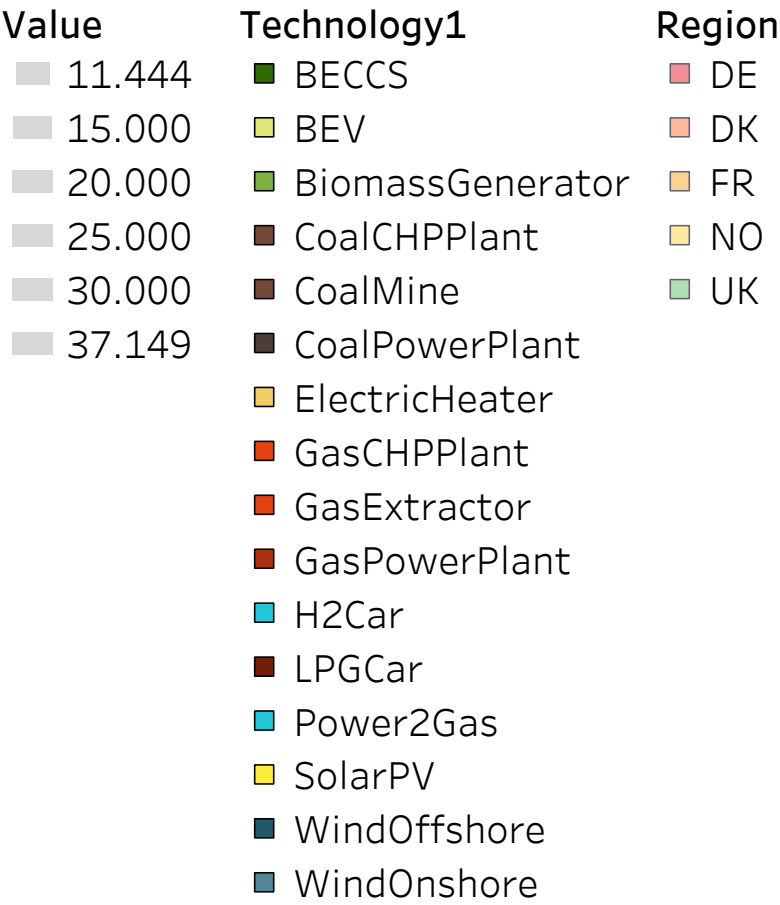 Value Technology1 Region
11.444 BECCS DE
15.000 BEV DK
20.000 BiomassGenerator FR
25.000 CoalCHPPlant NO
30.000 CoalMine UK
37.149 CoalPowerPlant
ElectricHeater
GasCHPPlant
GasExtractor
GasPowerPlant
H2Car
LPGCar
Power2Gas
SolarPV
WindOffshore
WindOnshore